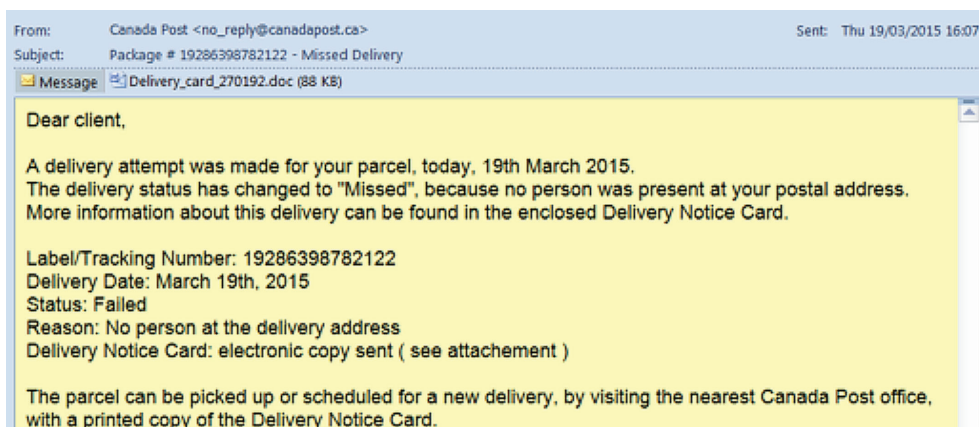 From: Canada Post <no_reply@canadapost.ca> Sent: Thu 19/03/2015 16:07
Subject: Package # 19286398782122 - Missed Delivery
Message Delivery_card_270192.doc (88 KB)
Dear client,
A delivery attempt was made for your parcel, today, 19th March 2015.
The delivery status has changed to "Missed", because no person was present at your postal address.
More information about this delivery can be found in the enclosed Delivery Notice Card.
Label/Tracking Number: 19286398782122
Delivery Date: March 19th, 2015
Status: Failed
Reason: No person at the delivery address
Delivery Notice Card: electronic copy sent ( see attachement )
The parcel can be picked up or scheduled for a new delivery, by visiting the nearest Canada Post office,
with a printed copy of the Delivery Notice Card.